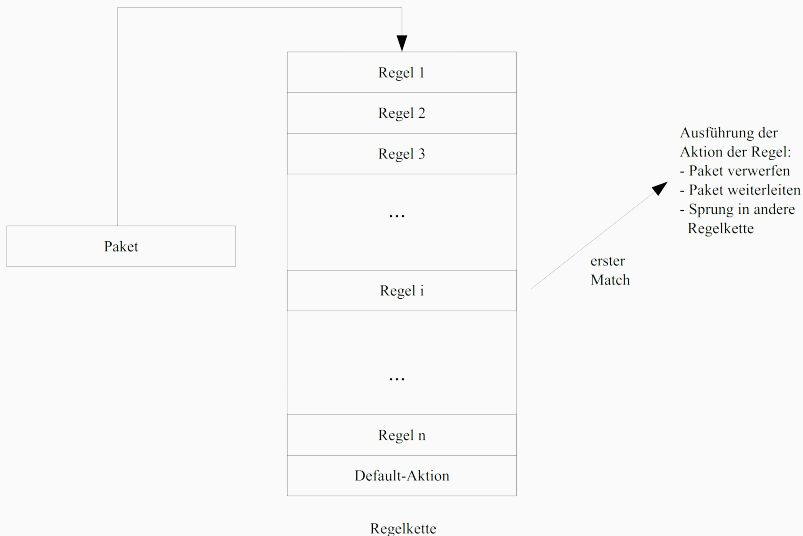 Regel 1
Regel 2
Regel 3
...
Paket
Regel i
...
Regel n
Default-Aktion
Regelkette
erster
Match
Ausführung der
Aktion der Regel:
- Paket verwerfen
- Paket weiterleiten
- Sprung in andere
Regelkette